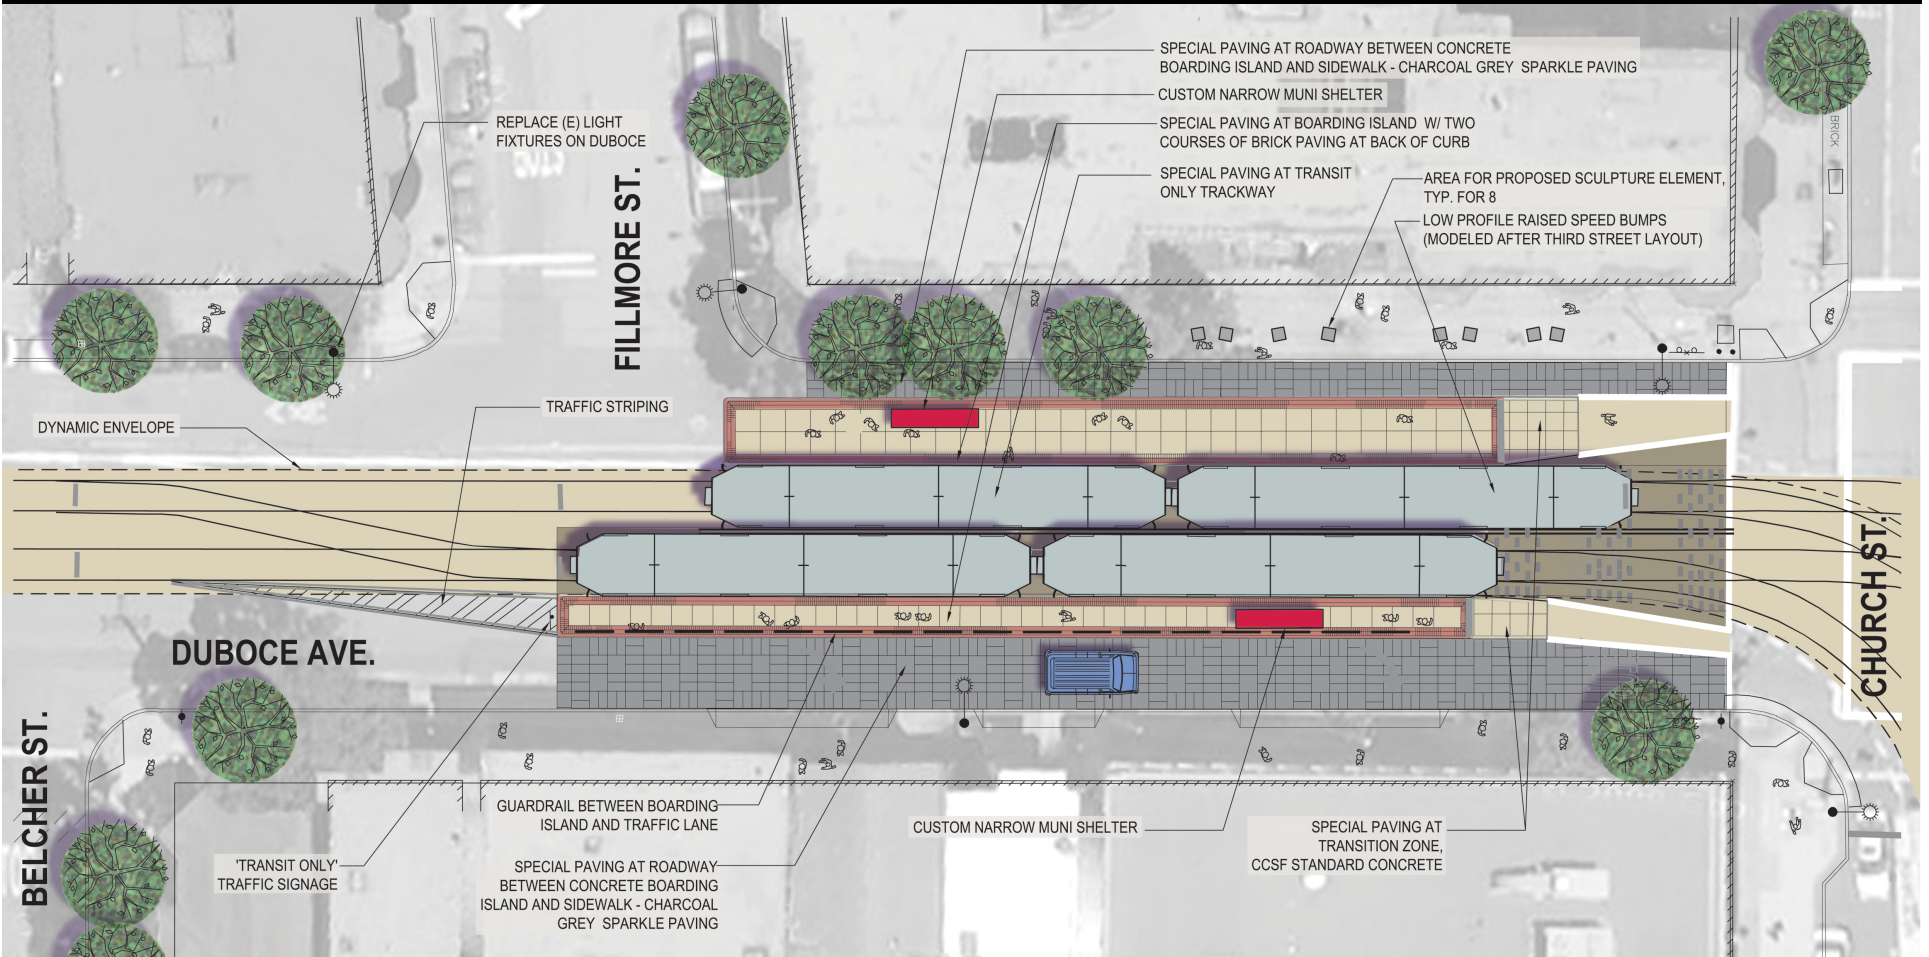 SPECIAL PAVING AT ROADWAY BETWEEN CONCRETE
BOARDING ISLAND AND SIDEWALK - CHARCOAL GREY SPARKLE PAVING
CUSTOM NARROW MUNI SHELTER
SPECIAL PAVING AT BOARDING ISLAND W/ TWO
COURSES OF BRICK PAVING AT BACK OF CURB
SPECIAL PAVING AT TRANSIT
ONLY TRACKWAY
AREA FOR PROPOSED SCULPTURE ELEMENT,
TYP. FOR 8
LOW PROFILE RAISED SPEED BUMPS
(MODELED AFTER THIRD STREET LAYOUT)
BRICK
REPLACE (E) LIGHT
FIXTURES ON DUBOCE
FILLMORE ST.
TRAFFIC STRIPING
DYNAMIC ENVELOPE
DUBOCE AVE.
CHURCH ST.
BELCHER ST.
GUARDRAIL BETWEEN BOARDING
ISLAND AND TRAFFIC LANE
'TRANSIT ONLY'
TRAFFIC SIGNAGE
SPECIAL PAVING AT ROADWAY
BETWEEN CONCRETE BOARDING
ISLAND AND SIDEWALK - CHARCOAL
GREY SPARKLE PAVING
CUSTOM NARROW MUNI SHELTER
SPECIAL PAVING AT
TRANSITION ZONE,
CCSF STANDARD CONCRETE